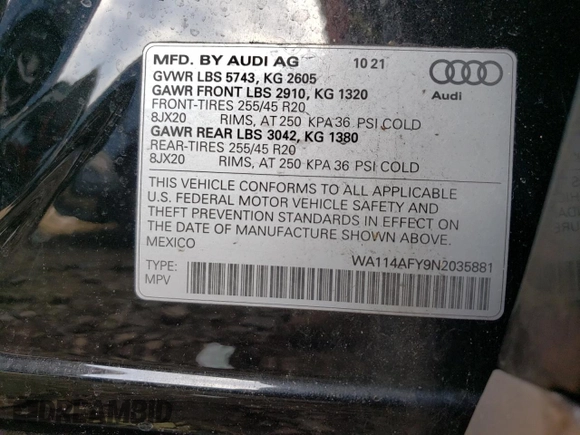 MFD. BY AUDI AG 10 21
GVWR LBS 5743, KG 2605
GAWR FRONT LBS 2910, KG 1320
FRONT-TIRES 255/45 R20
8JX20 RIMS, AT 250 KPA 36 PSI COLD
GAWR REAR LBS 3042, KG 1380
REAR-TIRES 255/45 R20
8JX20 RIMS, AT 250 KPA 36 PSI COLD
Audi
THIS VEHICLE CONFORMS TO ALL APPLICABLE
U.S. FEDERAL MOTOR VEHICLE SAFETY AND
THEFT PREVENTION STANDARDS IN EFFECT ON
THE DATE OF MANUFACTURE SHOWN ABOVE.
MEXICO
WA114AFY9N2035881
TYPE:
MPV
DREAMBID